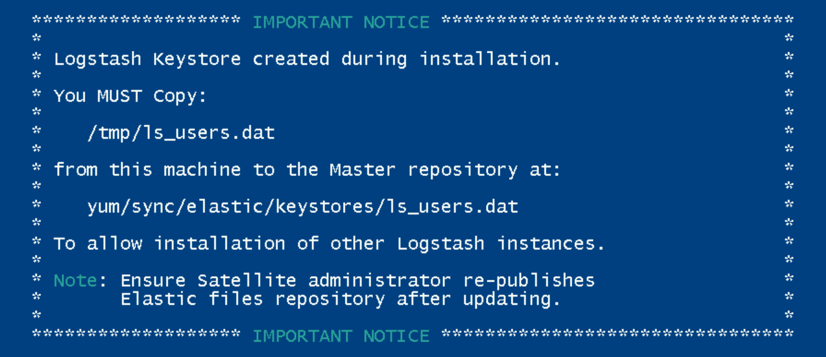 ******************* IMPORTANT NOTICE ********************************
* *
* Logstash Keystore created during installation. *
* *
* You MUST Copy: *
* *
* /tmp/ls_users.dat *
* *
* from this machine to the Master repository at: *
* *
* yum/sync/elastic/keystores/ls_users.dat *
* *
* To allow installation of other Logstash instances. *
* *
* Note: Ensure Satellite administrator re-publishes *
* Elastic files repository after updating. *
* *
******************* IMPORTANT NOTICE ********************************